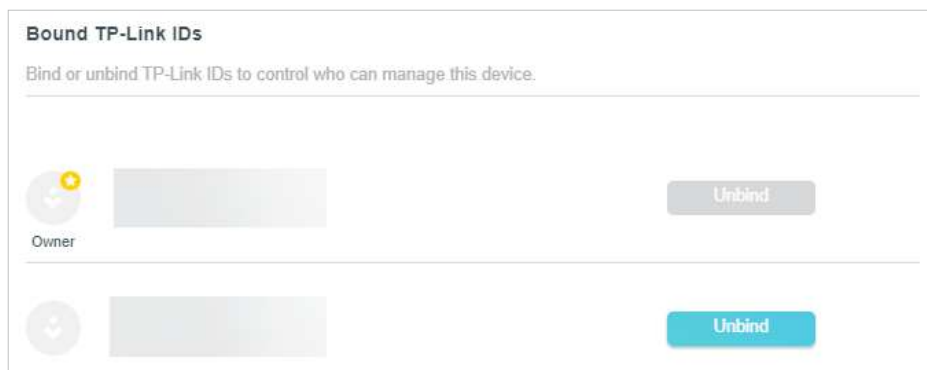 Bound TP-Link IDs
Bind or unbind TP-Link IDs to control who can manage this device.
Unbind
Owner
Unbind